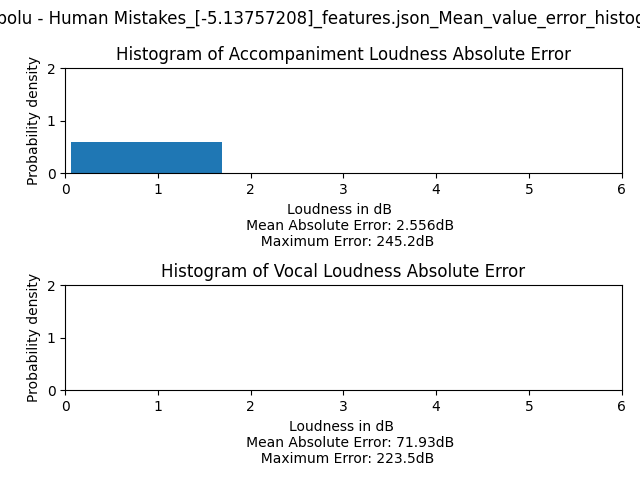 polu - Human Mistakes_[-5.13757208]_features.json_Mean_value_error_histog
Histogram of Accompaniment Loudness Absolute Error
Probability density
2
1
0
0 1 2 3 4 5 6
Loudness in dB
Mean Absolute Error: 2.556dB
Maximum Error: 245.2dB
Histogram of Vocal Loudness Absolute Error
Probability density
2
1
0
0 1 2 3 4 5 6
Loudness in dB
Mean Absolute Error: 71.93dB
Maximum Error: 223.5dB